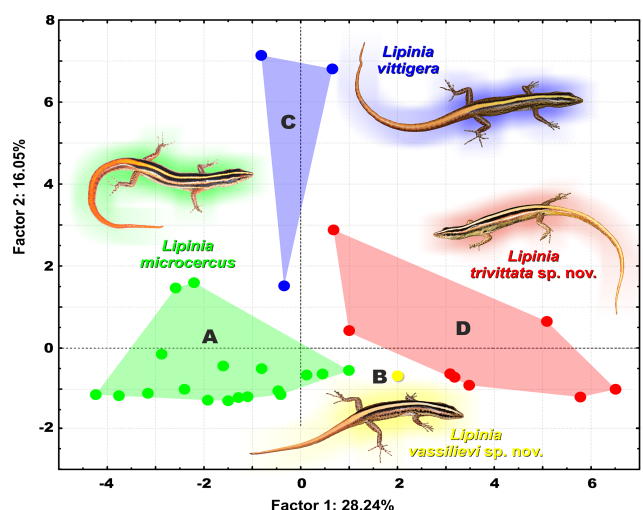 8
7
6
4
2
0
-2
-4
-2
0
2
4
6
Factor 2: 16.05%
Factor 1: 28.24%
Lipinia
vittigera
C
Lipinia
microcercus
Lipinia
trivittata sp. nov.
A
D
B
Lipinia
vassilievi sp. nov.